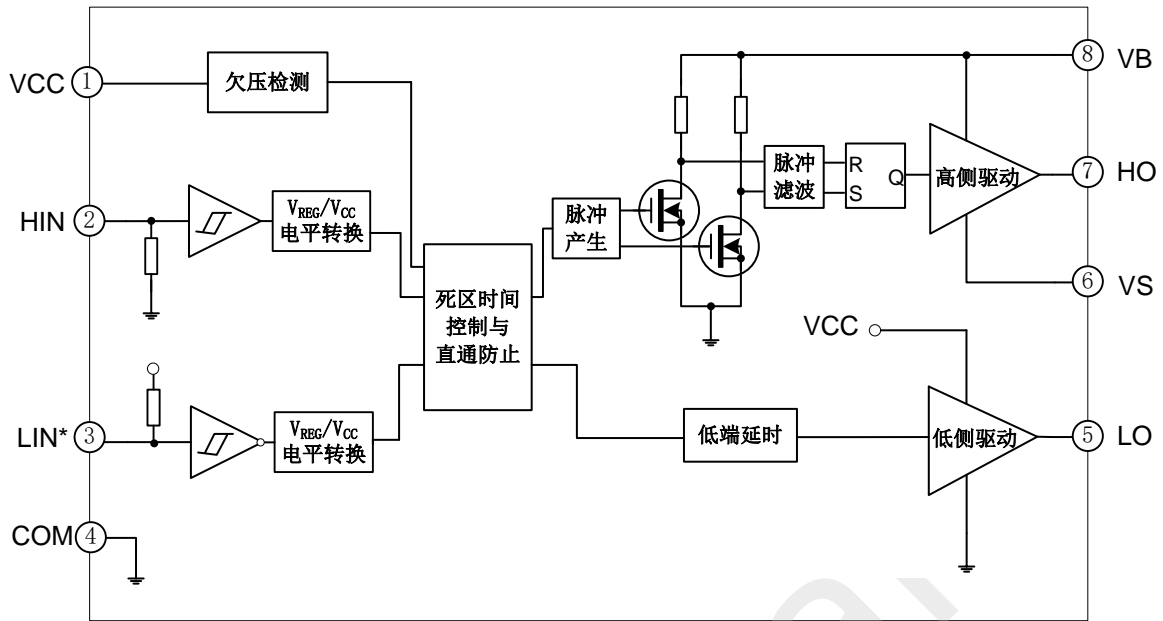 VCC
①
欠压检测
⑧
VB
HIN
②
V_REG/V_CC
电平转换
脉冲
产生
脉冲
滤波
R
S
Q
高侧驱动
⑦
HO
⑥
VS
死区时间
控制与
直通防止
VCC
LIN*
③
V_REG/V_CC
电平转换
低端延时
低侧驱动
⑤
LO
COM
④